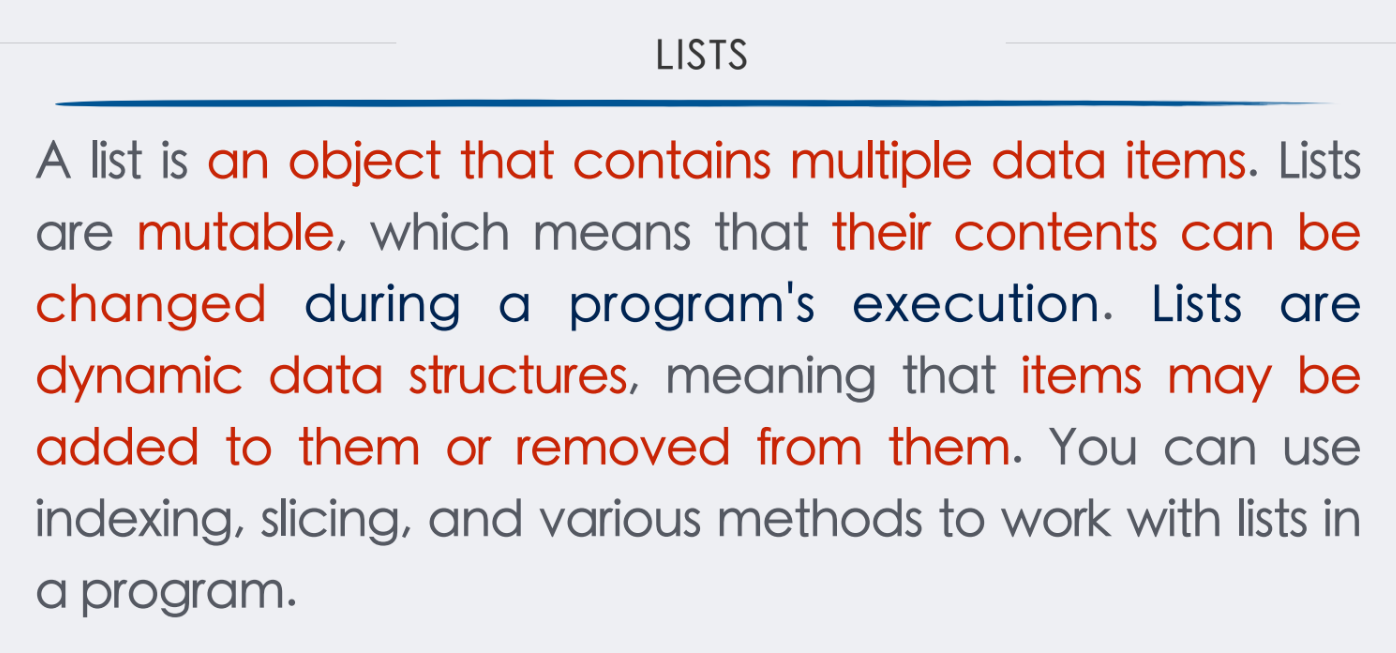 LISTS
A list is an object that contains multiple data items. Lists
are mutable, which means that their contents can be
changed during a program's execution. Lists are
dynamic data structures, meaning that items may be
added to them or removed from them. You can use
indexing, slicing, and various methods to work with lists in
a program.